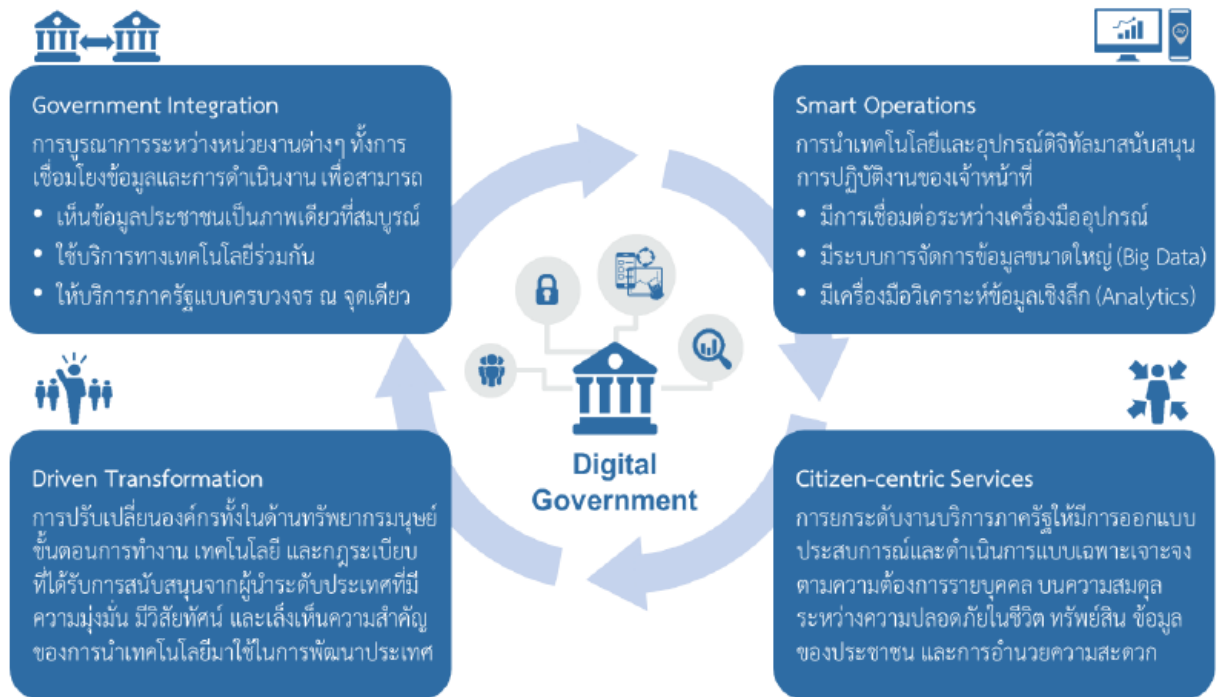 Government Integration
การบูรณาการระหว่างหน่วยงานต่างๆ ทั้งการ
เชื่อมโยงข้อมูลและการดำเนินงาน เพื่อสามารถ
• เห็นข้อมูลประชาชนเป็นภาพเดียวที่สมบูรณ์
• ใช้บริการทางเทคโนโลยีร่วมกัน
• ให้บริการภาครัฐแบบครบวงจร ณ จุดเดียว
Smart Operations
การนำเทคโนโลยีและอุปกรณ์ดิจิทัลมาสนับสนุน
การปฏิบัติงานของเจ้าหน้าที่
• มีการเชื่อมต่อระหว่างเครื่องมืออุปกรณ์
• มีระบบการจัดการข้อมูลขนาดใหญ่ (Big Data)
• มีเครื่องมือวิเคราะห์ข้อมูลเชิงลึก (Analytics)
Digital
Government
Driven Transformation
การปรับเปลี่ยนองค์กรทั้งในด้านทรัพยากรมนุษย์
ขั้นตอนการทำงาน เทคโนโลยี และกฎระเบียบ
ที่ได้รับการสนับสนุนจากผู้นำระดับประเทศที่มี
ความมุ่งมั่น มีวิสัยทัศน์ และเล็งเห็นความสำคัญ
ของการนำเทคโนโลยีมาใช้ในการพัฒนาประเทศ
Citizen-centric Services
การยกระดับงานบริการภาครัฐให้มีการออกแบบ
ประสบการณ์และดำเนินการแบบเฉพาะเจาะจง
ตามความต้องการรายบุคคล บนความสมดุล
ระหว่างความปลอดภัยในชีวิต ทรัพย์สิน ข้อมูล
ของประชาชน และการอำนวยความสะดวก